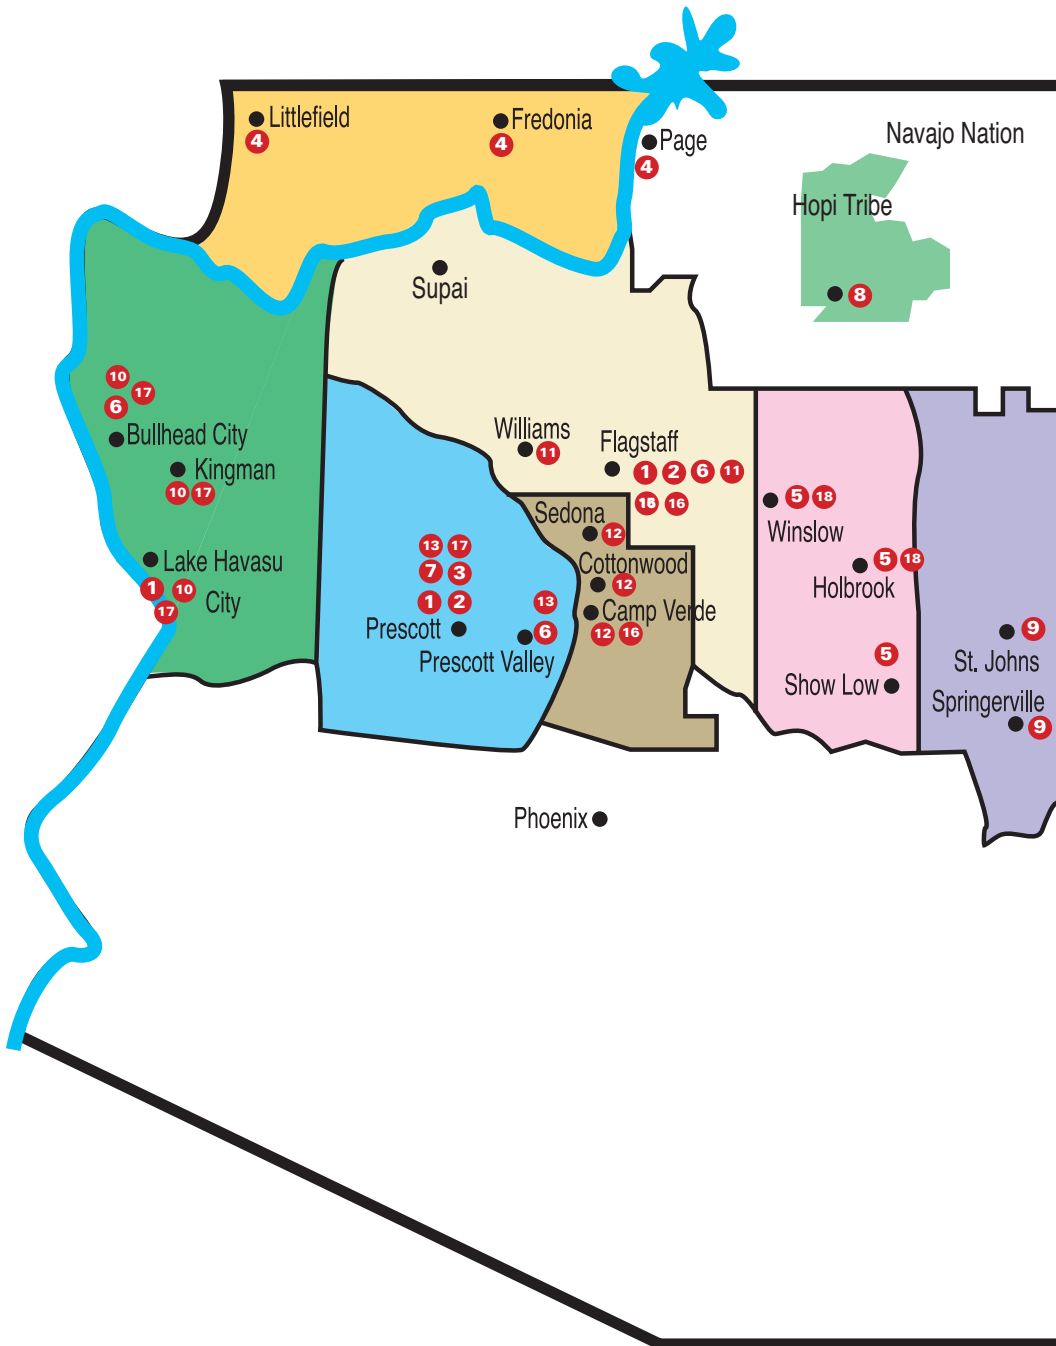 Littlefield
4
Fredonia
4
Page
4
Navajo Nation
Hopi Tribe
8
Supai
10
17
6
Bullhead City
Kingman
10 17
Lake Havasu
City
1 10
17
Williams
11
Flagstaff
1 2 6 11
16
Sedona
12
Cottonwood
12
Camp Verde
12 16
13 17
7 3
1 2
Prescott
13
6
Prescott Valley
5 18
Winslow
5 18
Holbrook
5
Show Low
9
St. Johns
Springerville
9
Phoenix